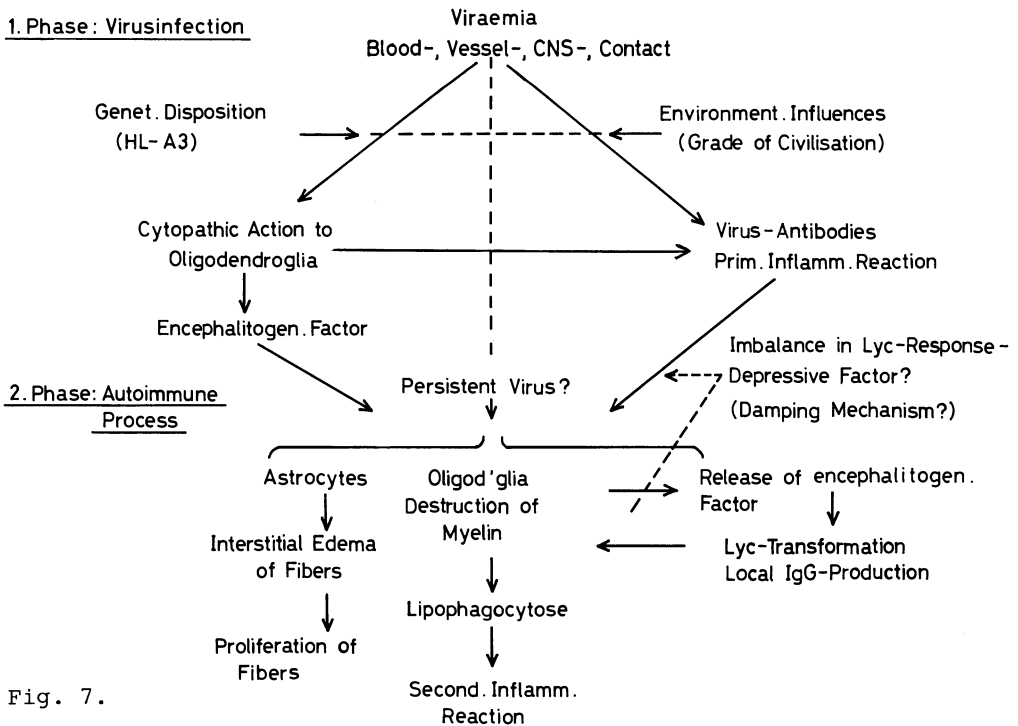 1. Phase: Virusinfection
Viraemia
Blood-, Vessel-, CNS-, Contact
Genet. Disposition
(HL-A3)
Environment. Influences
(Grade of Civilisation)
Cytopathic Action to
Oligodendroglia
Virus-Antibodies
Prim. Inflamm. Reaction
Encephalitogen. Factor
Imbalance in Lyc-Response-
Depressive Factor?
(Damping Mechanism?)
2. Phase: Autoimmune
Process
Persistent Virus?
Astrocytes
Interstitial Edema
of Fibers
Proliferation of
Fibers
Oligod'glia
Destruction of
Myelin
Lipophagocytose
Second. Inflamm.
Reaction
Release of encephalitogen.
Factor
Lyc-Transformation
Local IgG-Production
Fig. 7.